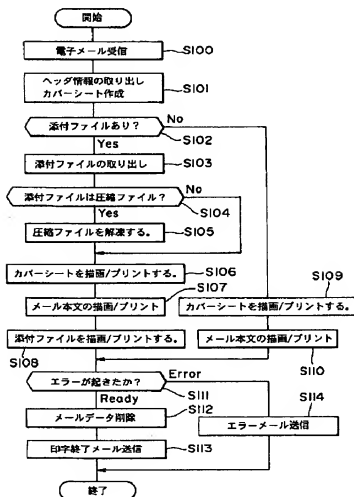 開始
電子メール受信
S100
ヘッダ情報の取り出し
カバーシート作成
S101
添付ファイルあり？
No
S102
Yes
添付ファイルの取り出し
S103
添付ファイルは圧縮ファイル？
No
S104
Yes
圧縮ファイルを解凍する。
S105
カバーシートを描画/プリントする。
S106
S109
S107
メール本文の描画/プリント
カバーシートを描画/プリントする。
添付ファイルを描画/プリントする。
メール本文の描画/プリント
S108
S110
エラーが起きたか？
Error
S111
Ready
S112
S114
メールデータ削除
エラーメール送信
印字終了メール送信
S113
終了